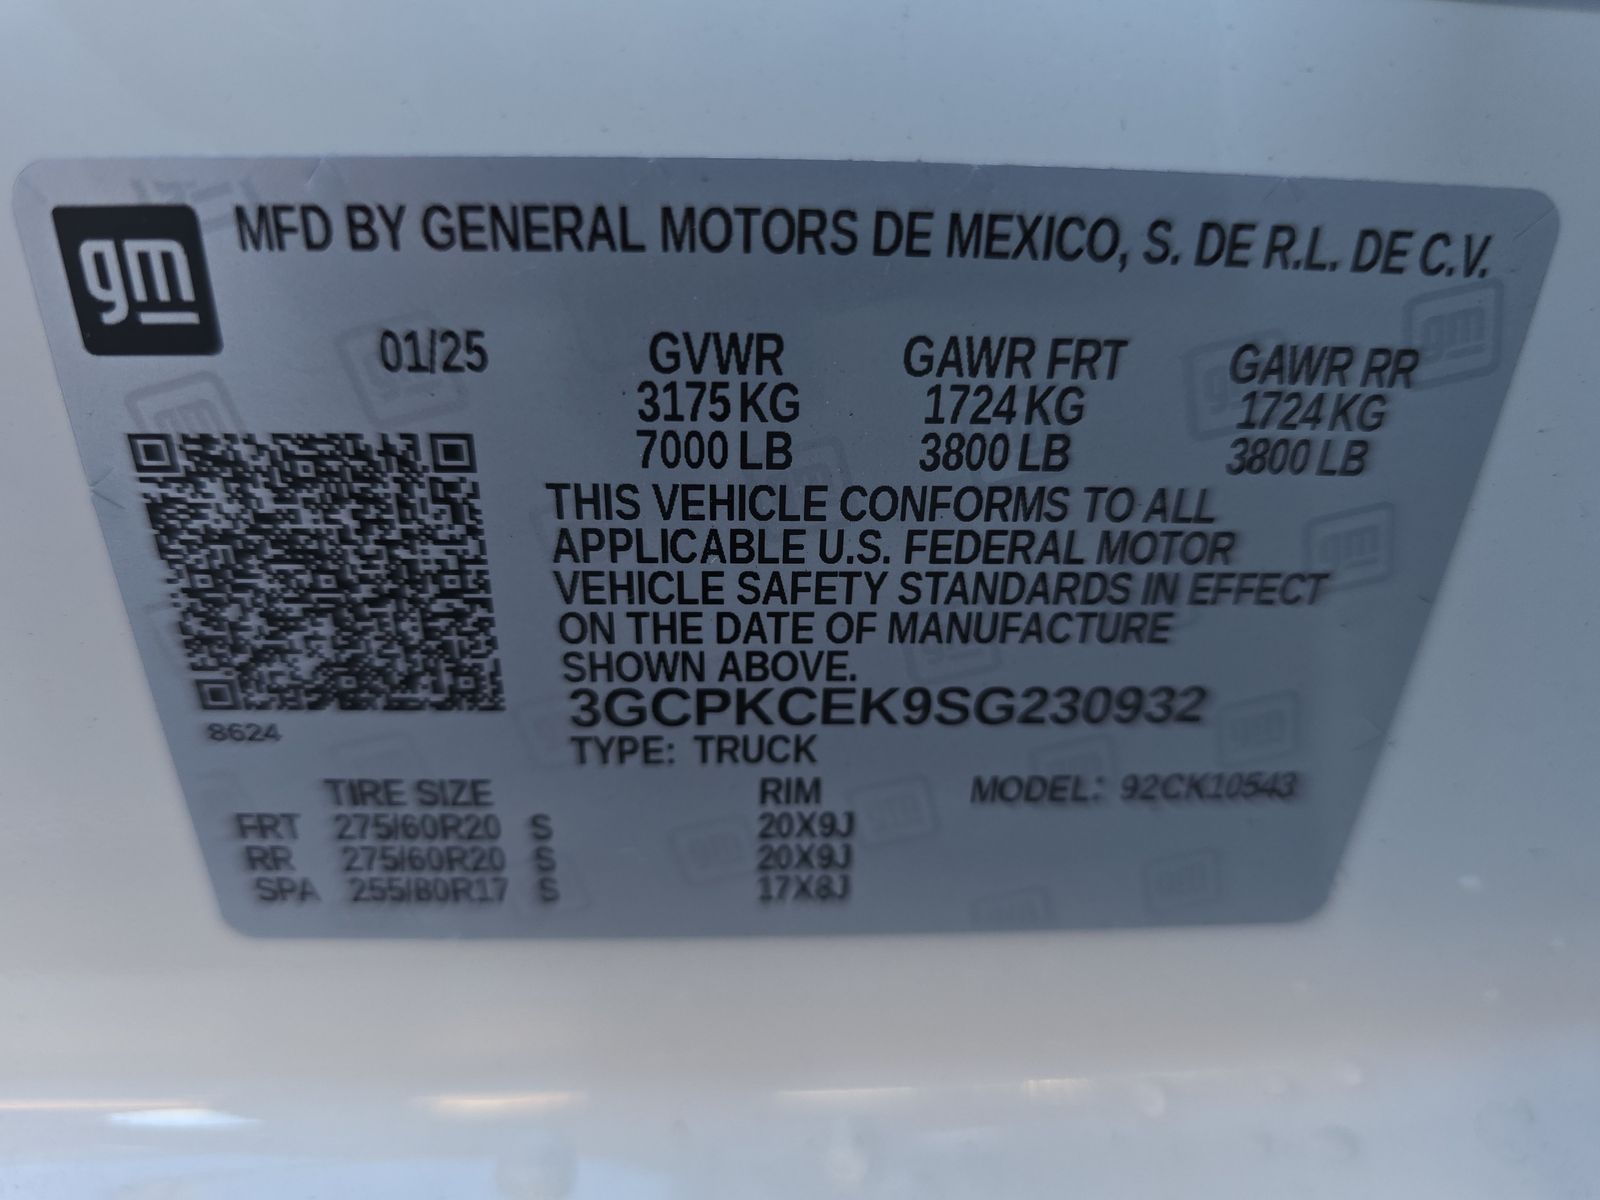 gm
MFD BY GENERAL MOTORS DE MEXICO, S. DE R.L. DE C.V.
01/25 GVWR GAWR FRT GAWR RR
3175 KG 1724 KG 1724 KG
7000 LB 3800 LB 3800 LB
THIS VEHICLE CONFORMS TO ALL
APPLICABLE U.S. FEDERAL MOTOR
VEHICLE SAFETY STANDARDS IN EFFECT
ON THE DATE OF MANUFACTURE
SHOWN ABOVE.
3GCPKCEK9SG230932
8624
TYPE: TRUCK
TIRE SIZE RIM MODEL: 92CK10543
FRT 275/60R20 S 20X9J
RR 275/60R20 S 20X9J
SPA 255/80R17 S 17X8J